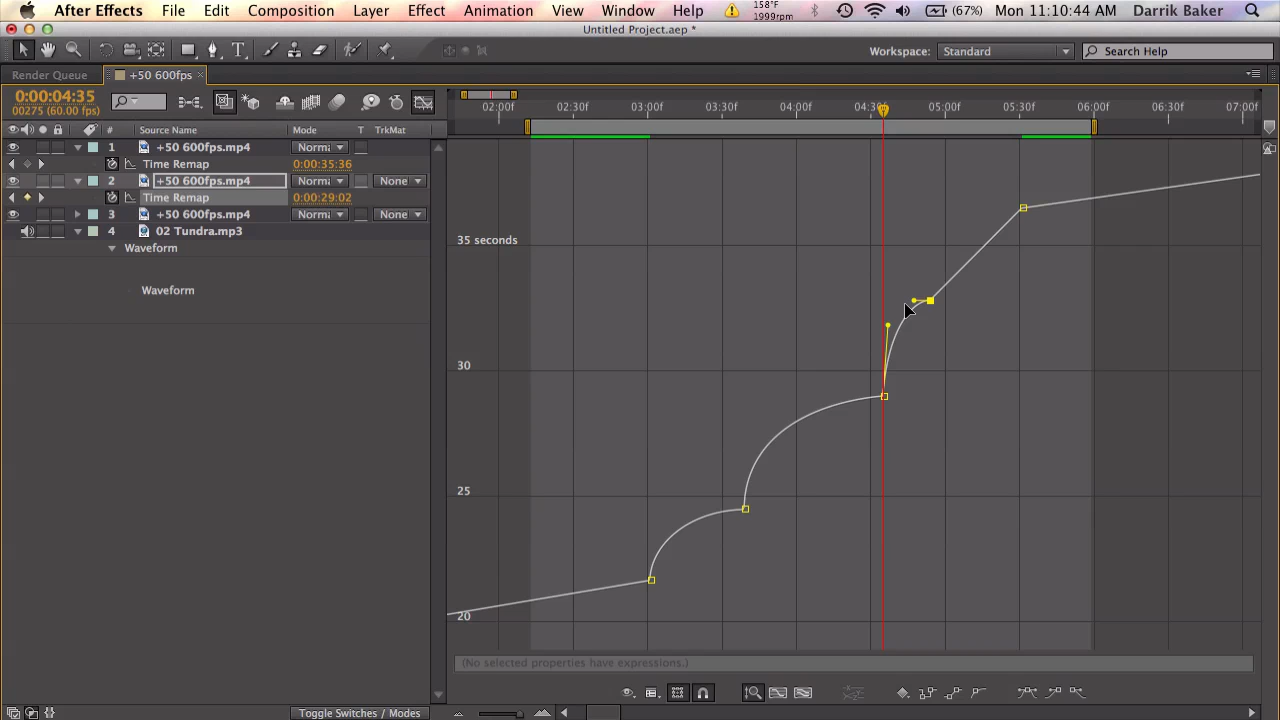 After Effects File Edit Composition Layer Effect Animation View Window Help 158°F 1999rpm (67%) Mon 11:10:44 AM Darrik Baker
Untitled Project.aep *
T Workspace: Standard Search Help
Render Queue +50 600fps
0:00:04:35
00275 (60.00 fps)
02:00f 02:30f 03:00f 03:30f 04:00f 04:30f 05:00f 05:30f 06:00f 06:30f 07:00f
# Source Name Mode T TrkMat
1 +50 600fps.mp4 Norma
Time Remap 0:00:35:36
2 +50 600fps.mp4 Norma None
Time Remap 0:00:29:02
3 +50 600fps.mp4 Norma None
4 02 Tundra.mp3
Waveform
Waveform
35 seconds
30
25
20
(No selected properties have expressions.)
Toggle Switches / Modes